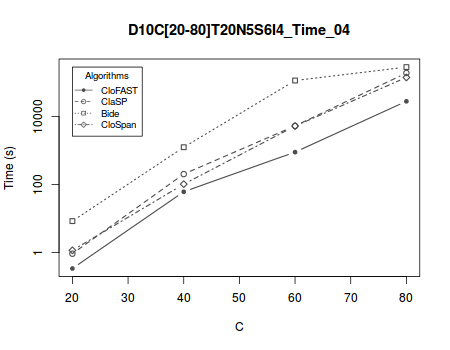 D10C[20-80]T20N5S6I4_Time_04
Algorithms
CloFAST
ClaSP
Bide
CloSpan
Time (s)
10000
100
1
20 30 40 50 60 70 80
C